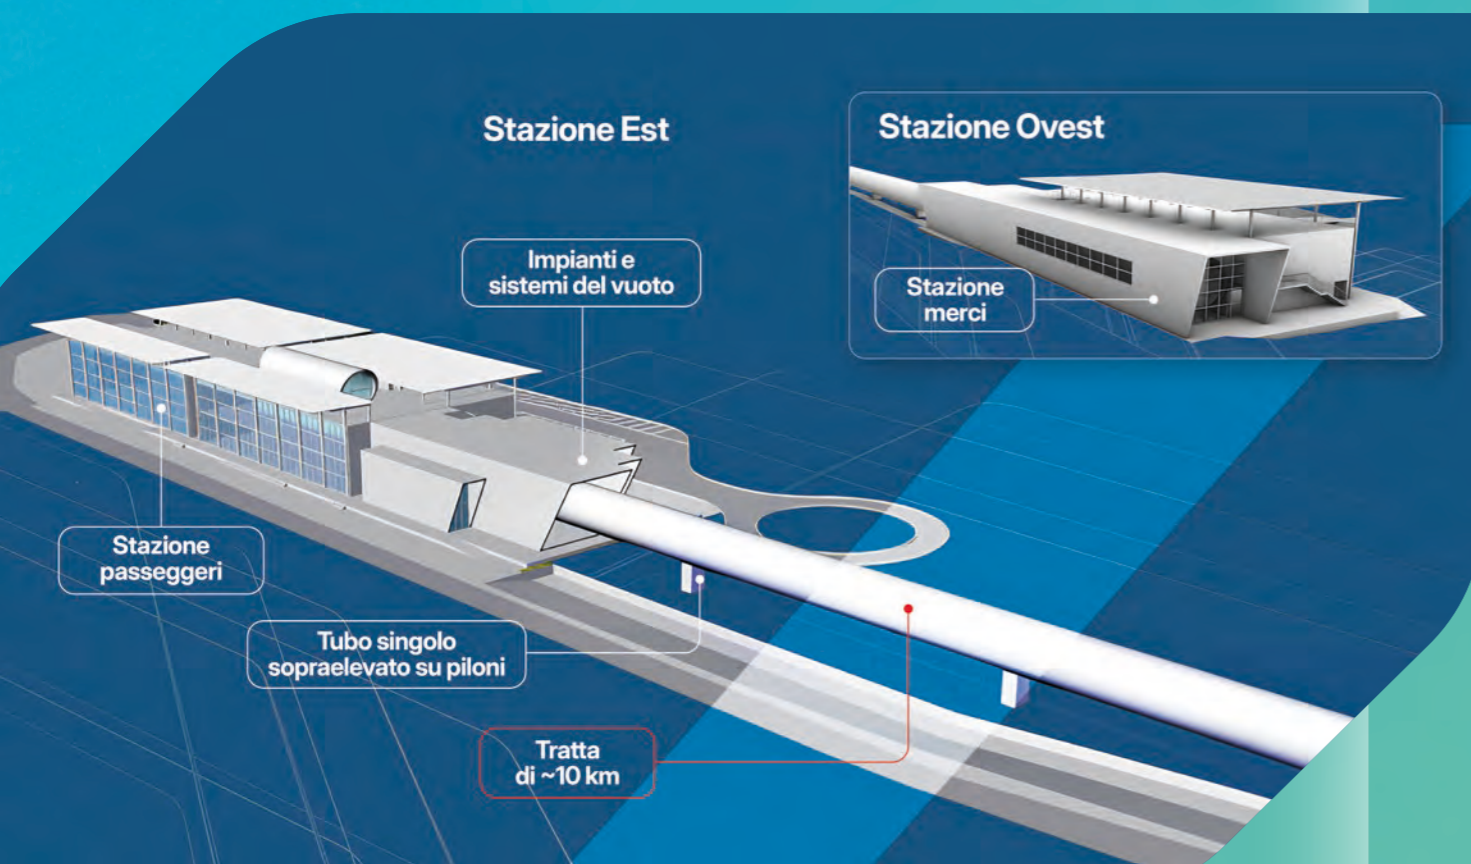 Stazione Est
Stazione Ovest
Impianti e
sistemi del vuoto
Stazione
merci
Stazione
passeggeri
Tubo singolo
sopraelevato su piloni
Tratta
di ~10 km